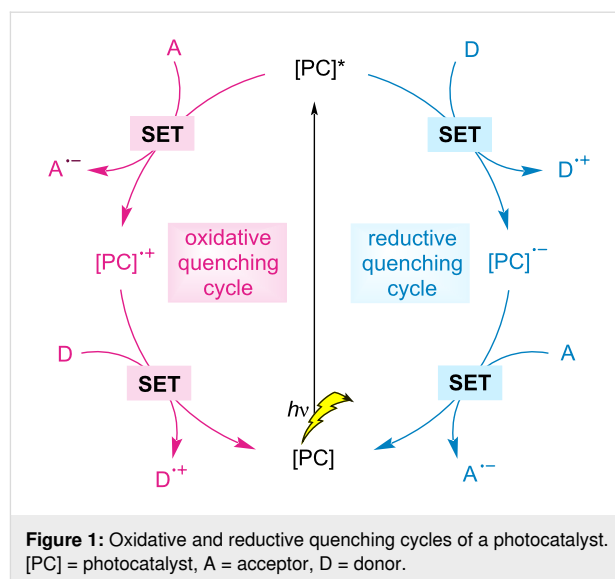 A
[PC]*
D
SET
SET
A•−
D•+
[PC]•+
oxidative
quenching
cycle
reductive
quenching
cycle
[PC]•−
D
A
SET
SET
hν
[PC]
D•+
A•−
Figure 1: Oxidative and reductive quenching cycles of a photocatalyst.
[PC] = photocatalyst, A = acceptor, D = donor.